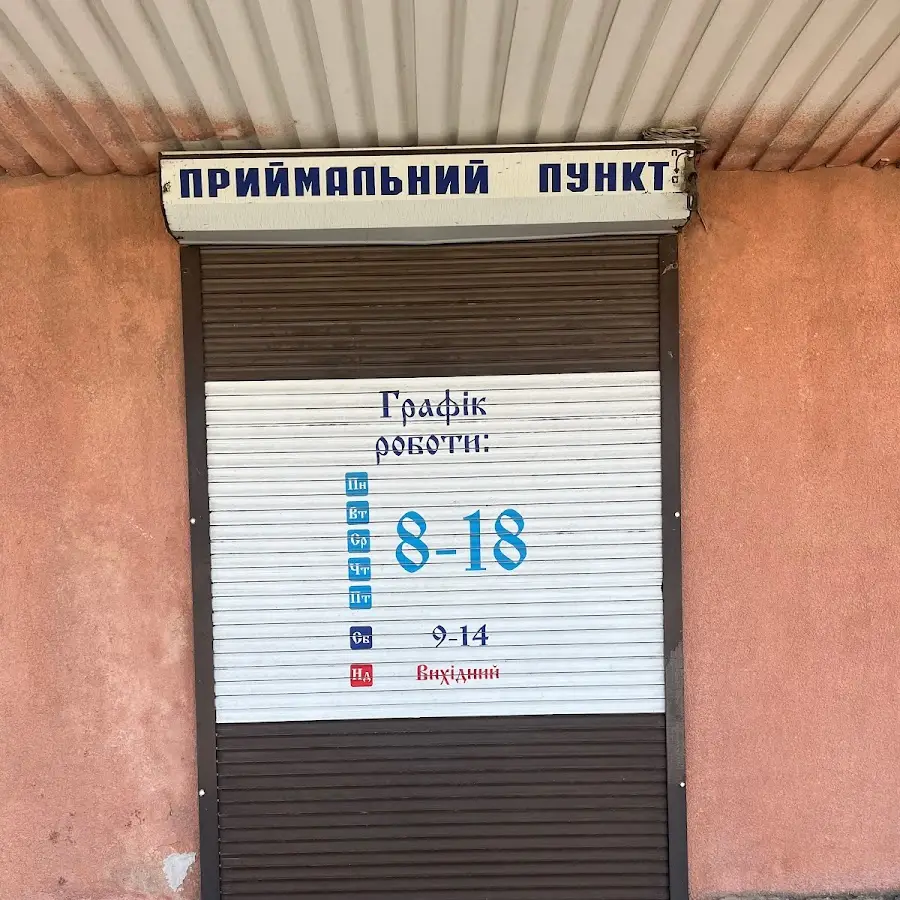 ПРИЙМАЛЬНИЙ ПУНКТ
Графік
роботи:
Пн
Вт
Ср
Чт
Пт
8-18
Сб 9-14
Нд Вихідний